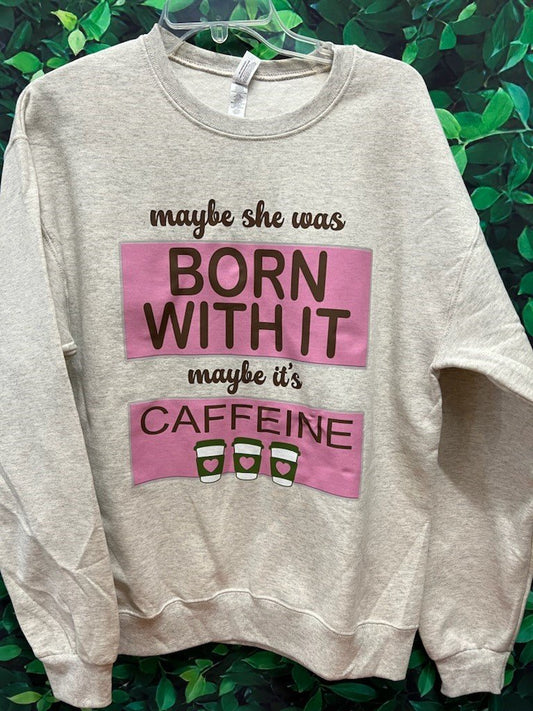 maybe she was
BORN
WITH IT
maybe it's
CAFFEINE